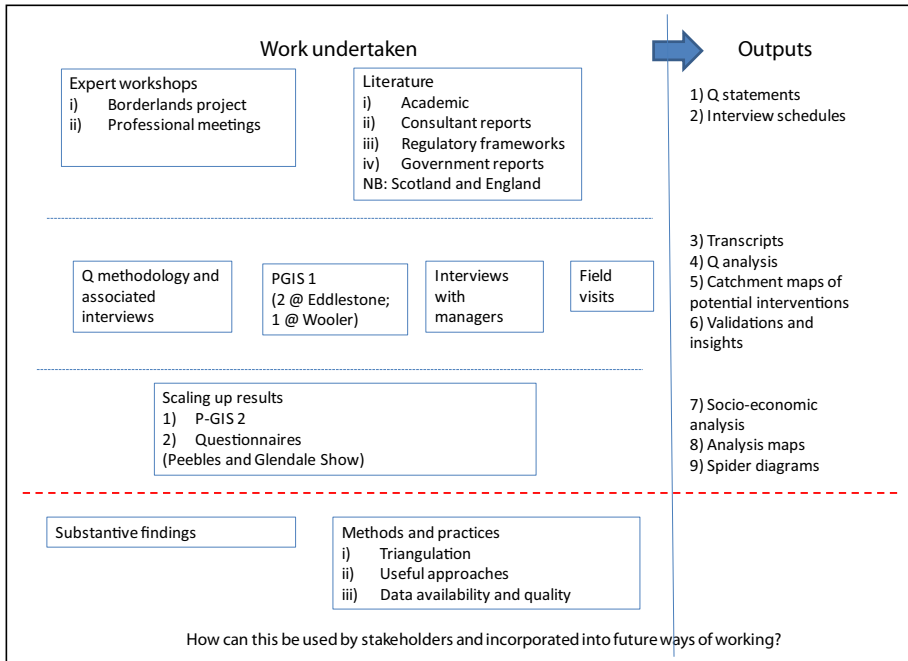 Work undertaken
Outputs
Expert workshops
i) Borderlands project
ii) Professional meetings
Literature
i) Academic
ii) Consultant reports
iii) Regulatory frameworks
iv) Government reports
NB: Scotland and England
1) Q statements
2) Interview schedules
Q methodology and
associated
interviews
PGIS 1
(2 @ Eddlestone;
1 @ Wooler)
Interviews
with
managers
Field
visits
3) Transcripts
4) Q analysis
5) Catchment maps of
potential interventions
6) Validations and
insights
Scaling up results
1) P-GIS 2
2) Questionnaires
(Peebles and Glendale Show)
7) Socio-economic
analysis
8) Analysis maps
9) Spider diagrams
Substantive findings
Methods and practices
i) Triangulation
ii) Useful approaches
iii) Data availability and quality
How can this be used by stakeholders and incorporated into future ways of working?